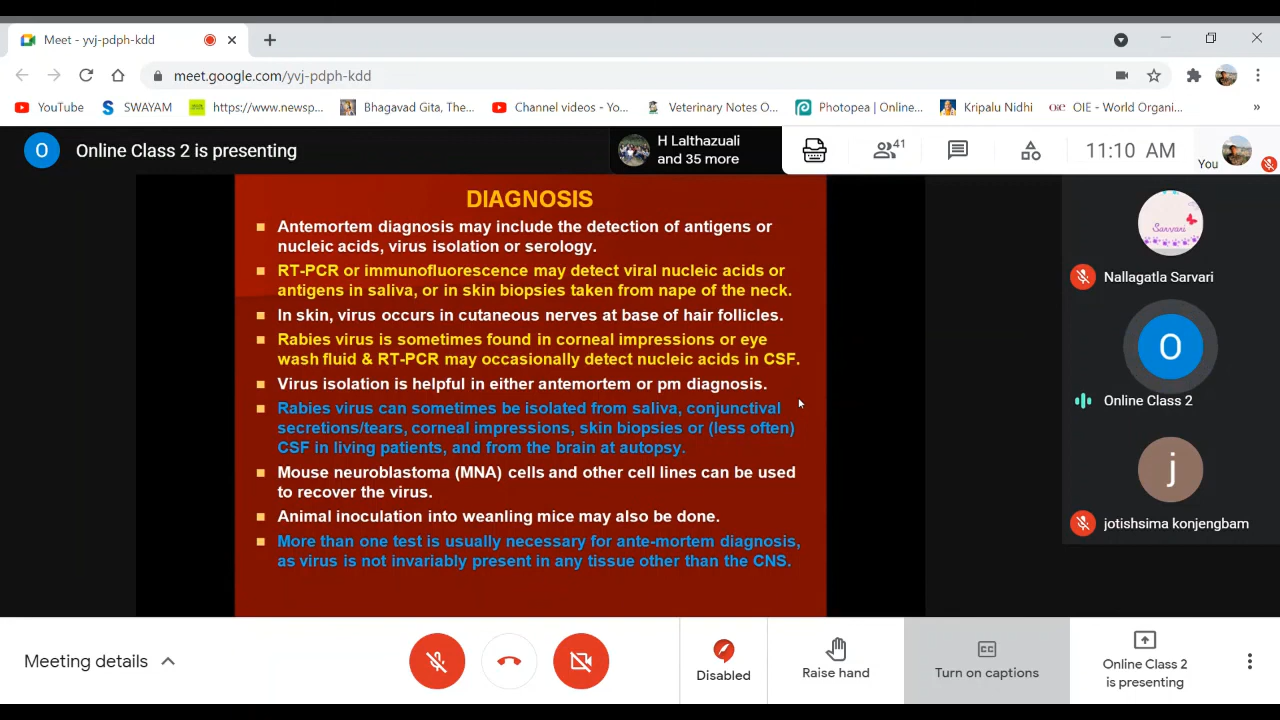 Meet - yvj-pdph-kdd
meet.google.com/yvj-pdph-kdd
YouTube
SWAYAM
https://www.newsp...
Bhagavad Gita, The...
Channel videos - Yo...
Veterinary Notes O...
Photopea | Online...
Kripalu Nidhi
OIE
OIE - World Organi...
»
O
Online Class 2 is presenting
H Lalthazuali
and 35 more
41
11:10 AM
You
DIAGNOSIS
Antemortem diagnosis may include the detection of antigens or
nucleic acids, virus isolation or serology.
RT-PCR or immunofluorescence may detect viral nucleic acids or
antigens in saliva, or in skin biopsies taken from nape of the neck.
In skin, virus occurs in cutaneous nerves at base of hair follicles.
Rabies virus is sometimes found in corneal impressions or eye
wash fluid & RT-PCR may occasionally detect nucleic acids in CSF.
Virus isolation is helpful in either antemortem or pm diagnosis.
Rabies virus can sometimes be isolated from saliva, conjunctival
secretions/tears, corneal impressions, skin biopsies or (less often)
CSF in living patients, and from the brain at autopsy.
Mouse neuroblastoma (MNA) cells and other cell lines can be used
to recover the virus.
Animal inoculation into weanling mice may also be done.
More than one test is usually necessary for ante-mortem diagnosis,
as virus is not invariably present in any tissue other than the CNS.
Sarvari
Nallagatla Sarvari
O
Online Class 2
j
jotishsima konjengbam
Meeting details
Disabled
Raise hand
CC
Turn on captions
Online Class 2
is presenting